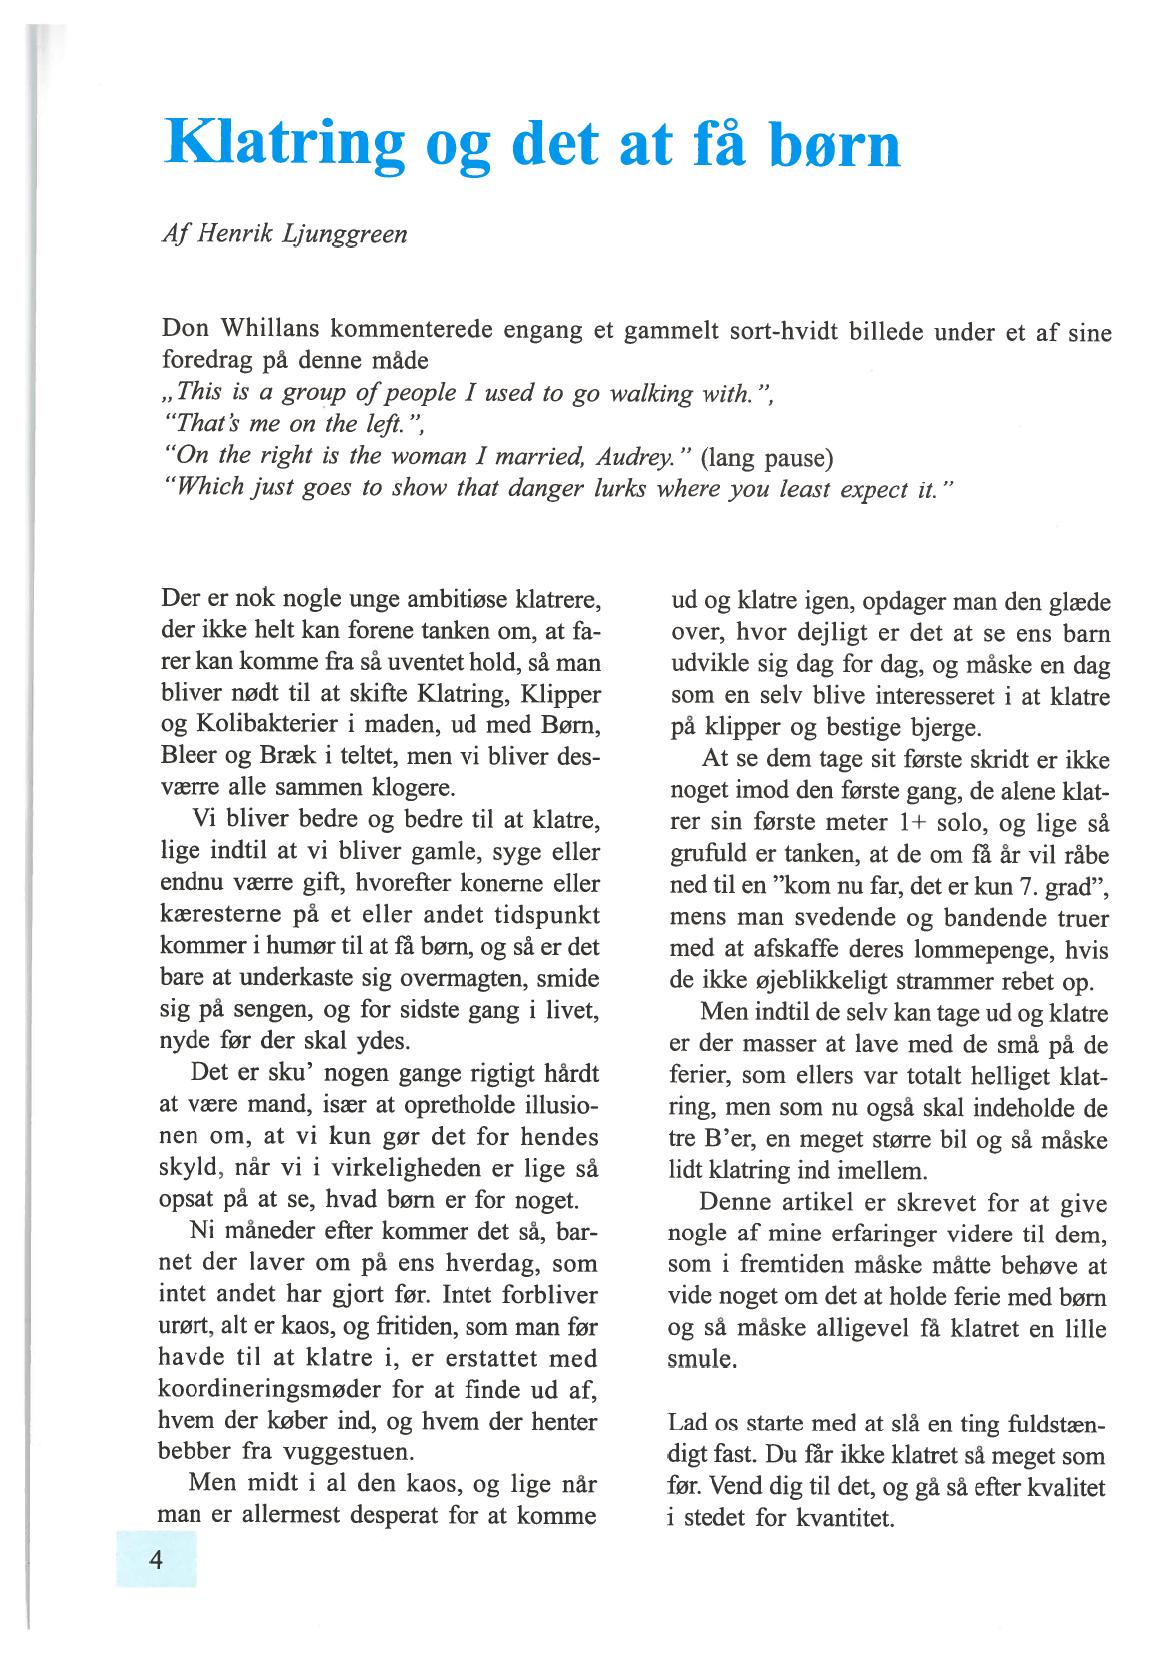 Klatring og det at få børn
Af Henrik Ljunggreen
Don Whillans kommenterede engang et gammelt sort-hvidt billede under et af sine
foredrag på denne måde
„This is a group of people I used to go walking with.”,
“That's me on the left.”,
“On the right is the woman I married, Audrey.” (lang pause)
“Which just goes to show that danger lurks where you least expect it.”
Der er nok nogle unge ambitiøse klatrere,
der ikke helt kan forene tanken om, at fa-
rer kan komme fra så uventet hold, så man
bliver nødt til at skifte Klatring, Klipper
og Kolibakterier i maden, ud med Børn,
Bleer og Bræk i teltet, men vi bliver des-
værre alle sammen klogere.
Vi bliver bedre og bedre til at klatre,
lige indtil at vi bliver gamle, syge eller
endnu værre gift, hvorefter konerne eller
kæresterne på et eller andet tidspunkt
kommer i humør til at få børn, og så er det
bare at underkaste sig overmagten, smide
sig på sengen, og for sidste gang i livet,
nyde før der skal ydes.
Det er sku’ nogen gange rigtigt hårdt
at være mand, især at opretholde illusio-
nen om, at vi kun gør det for hendes
skyld, når vi i virkeligheden er lige så
opsat på at se, hvad børn er for noget.
Ni måneder efter kommer det så, bar-
net der laver om på ens hverdag, som
intet andet har gjort før. Intet forbliver
urørt, alt er kaos, og fritiden, som man før
havde til at klatre i, er erstattet med
koordineringsmøder for at finde ud af,
hvem der køber ind, og hvem der henter
bebber fra vuggestuen.
Men midt i al den kaos, og lige når
man er allermest desperat for at komme
ud og klatre igen, opdager man den glæde
over, hvor dejligt er det at se ens barn
udvikle sig dag for dag, og måske en dag
som en selv blive interesseret i at klatre
på klipper og bestige bjerge.
At se dem tage sit første skridt er ikke
noget imod den første gang, de alene klat-
rer sin første meter 1+ solo, og lige så
grufuld er tanken, at de om få år vil råbe
ned til en ”kom nu far, det er kun 7. grad”,
mens man svedende og bandende truer
med at afskaffe deres lommepenge, hvis
de ikke øjeblikkeligt strammer rebet op.
Men indtil de selv kan tage ud og klatre
er der masser at lave med de små på de
ferier, som ellers var totalt helliget klat-
ring, men som nu også skal indeholde de
tre B’er, en meget større bil og så måske
lidt klatring ind imellem.
Denne artikel er skrevet for at give
nogle af mine erfaringer videre til dem,
som i fremtiden måske måtte behøve at
vide noget om det at holde ferie med børn
og så måske alligevel få klatret en lille
smule.
Lad os starte med at slå en ting fuldstæn-
digt fast. Du får ikke klatret så meget som
før. Vend dig til det, og gå så efter kvalitet
i stedet for kvantitet.
4